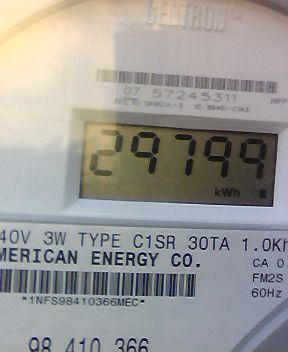 CENTRON®
07 57245311
29799
kWh
40V 3W TYPE C1SR 30TA 1.0Kh
MERICAN ENERGY CO.
CA 0.
FM2S
60Hz
*1NFS98410366MEC*
98 410 366